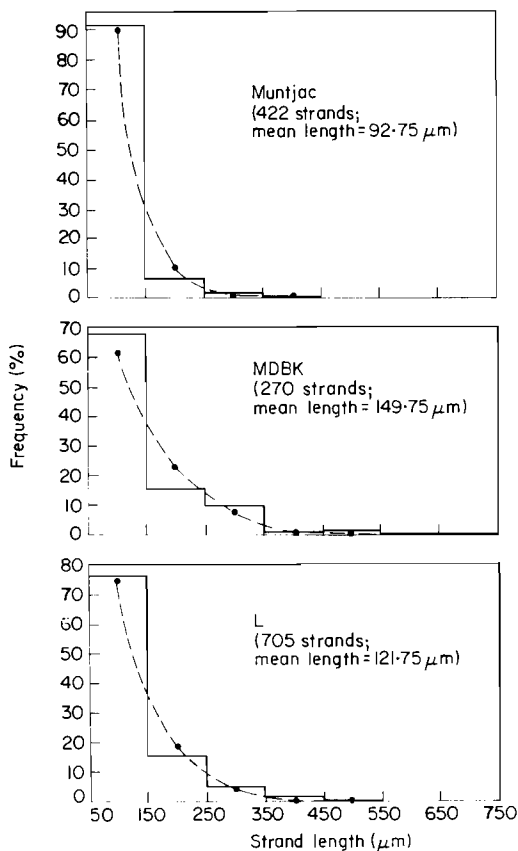 90
80
70
60
50
40
30
20
10
0
Muntjac
(422 strands;
mean length=92·75 μm)
Frequency (%)
70
60
50
40
30
20
10
0
MDBK
(270 strands;
mean length=149·75 μm)
80
70
60
50
40
30
20
10
0
L
(705 strands;
mean length=121·75 μm)
50 150 250 350 450 550 650 750
Strand length (μm)